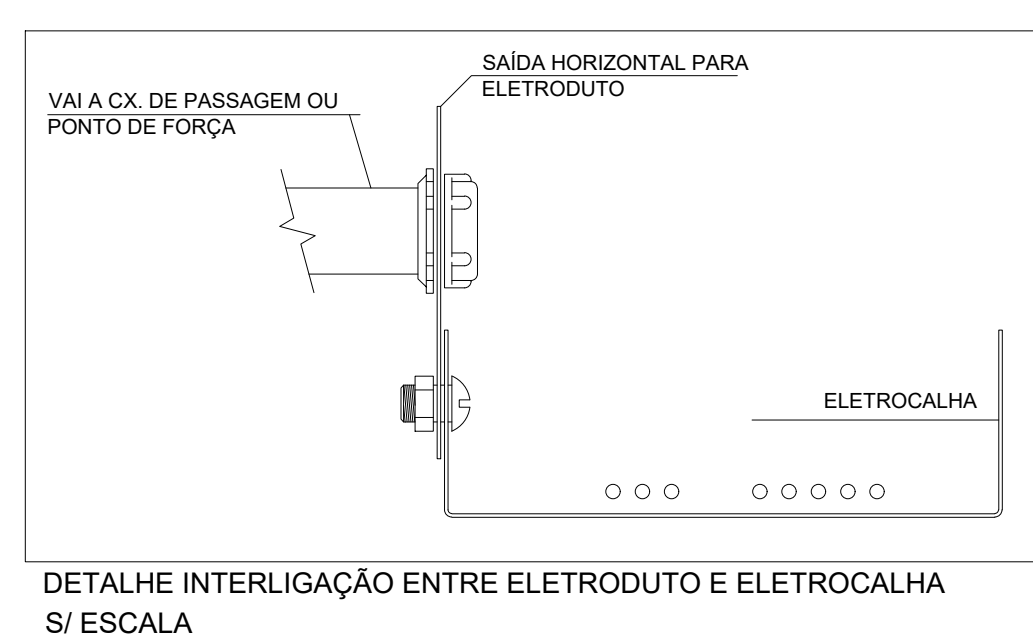 SAÍDA HORIZONTAL PARA
ELETRODUTO
VAI A CX. DE PASSAGEM OU
PONTO DE FORÇA
ELETROCALHA
DETALHE INTERLIGAÇÃO ENTRE ELETRODUTO E ELETROCALHA
S/ ESCALA